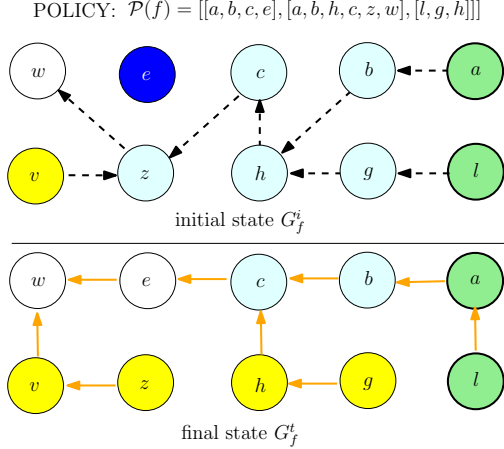 POLICY: P(f) = [[a, b, c, e], [a, b, h, c, z, w], [l, g, h]]]
w e c b a
v z h g l
initial state G_f^i
w e c b a
v z h g l
final state G_f^t